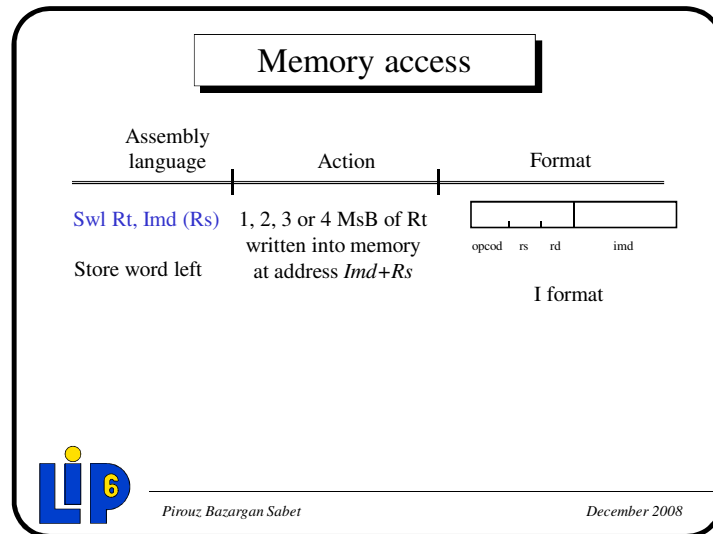 Memory access
Assembly
language
Action
Format
Swl Rt, Imd (Rs)
Store word left
1, 2, 3 or 4 MsB of Rt
written into memory
at address Imd+Rs
opcod rs rd imd
I format
LIP6
Pirouz Bazargan Sabet
December 2008